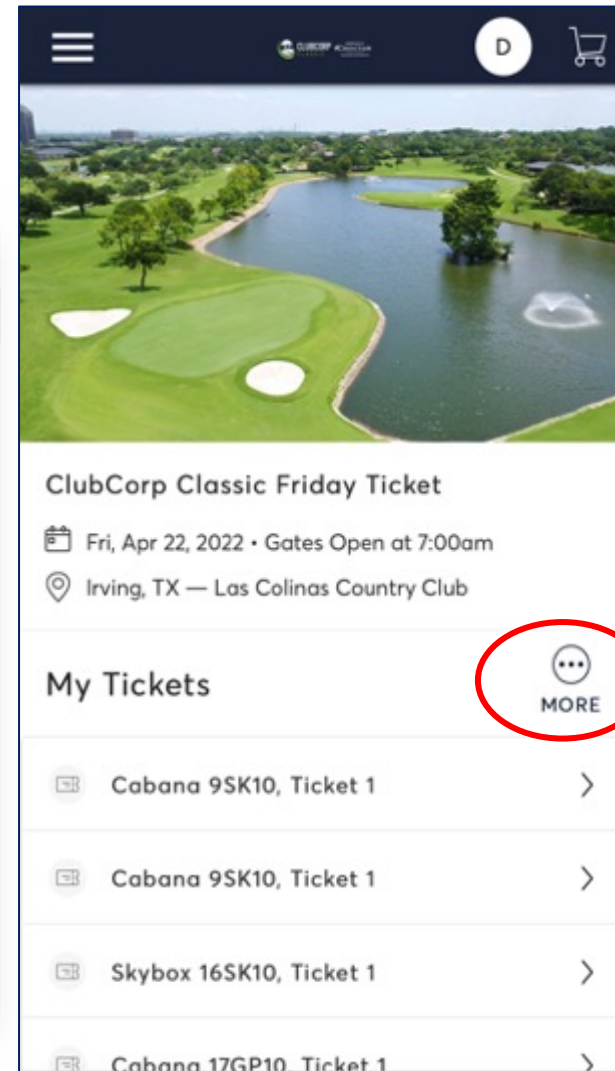 CLUBCORP
CLASSIC
D
ClubCorp Classic Friday Ticket
Fri, Apr 22, 2022 • Gates Open at 7:00am
Irving, TX — Las Colinas Country Club
My Tickets
MORE
Cabana 9SK10, Ticket 1
Cabana 9SK10, Ticket 1
Skybox 16SK10, Ticket 1
Cabana 17GP10, Ticket 1